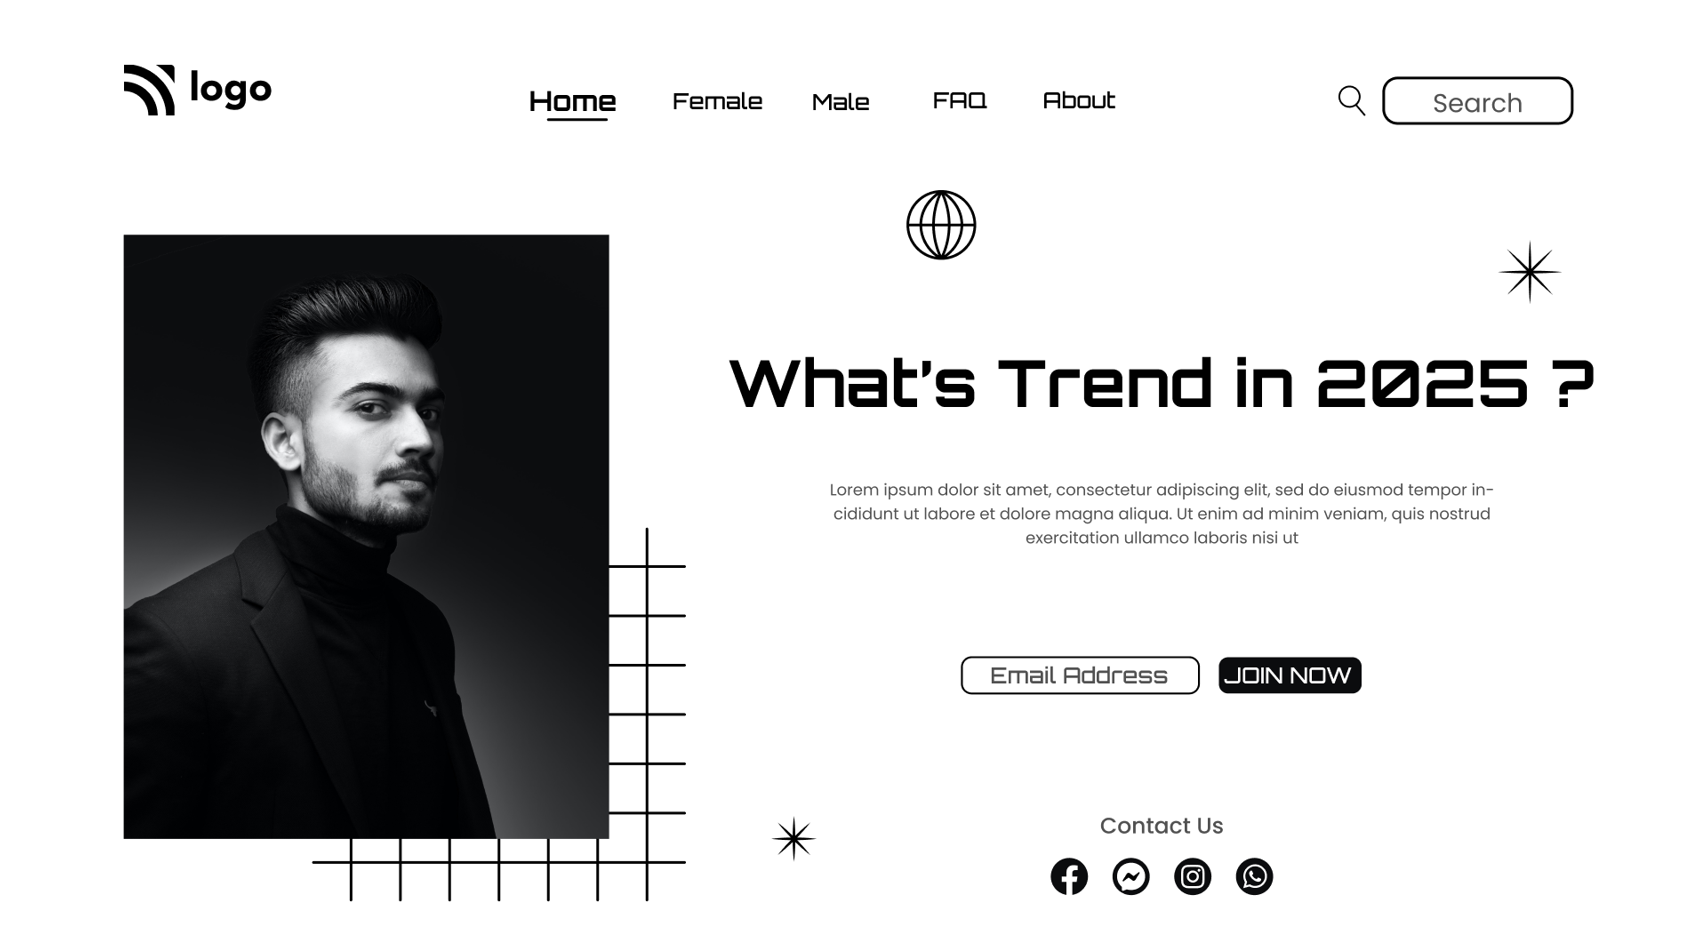 logo
Home
Female
Male
FAQ
About
Search
What's Trend in 2025 ?
Lorem ipsum dolor sit amet, consectetur adipiscing elit, sed do eiusmod tempor in-
cididunt ut labore et dolore magna aliqua. Ut enim ad minim veniam, quis nostrud
exercitation ullamco laboris nisi ut
Email Address
JOIN NOW
Contact Us